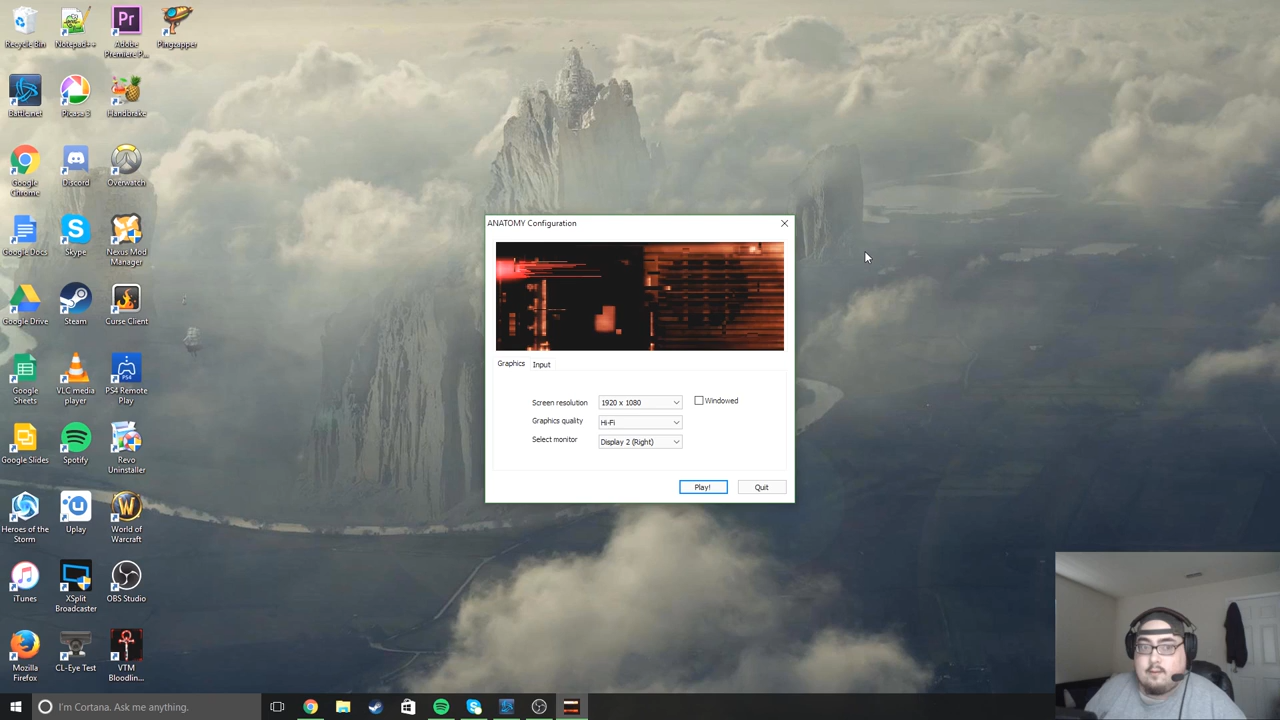 Recycle Bin
Notepad++
Adobe
Premiere P...
Pingzapper
Battle.net
Picasa 3
Handbrake
Google
Chrome
Discord
Overwatch
Google Docs
Skype
Nexus Mod
Manager
Google Drive
Steam
Curse Client
Google
Sheets
VLC media
player
PS4 Remote
Play
Google Slides
Spotify
Revo
Uninstaller
Heroes of the
Storm
Uplay
World of
Warcraft
iTunes
XSplit
Broadcaster
OBS Studio
Mozilla
Firefox
CL-Eye Test
VTM
Bloodlin...
ANATOMY Configuration
Graphics
Input
Screen resolution
1920 x 1080
Windowed
Graphics quality
Hi-Fi
Select monitor
Display 2 (Right)
Play!
Quit
I'm Cortana. Ask me anything.